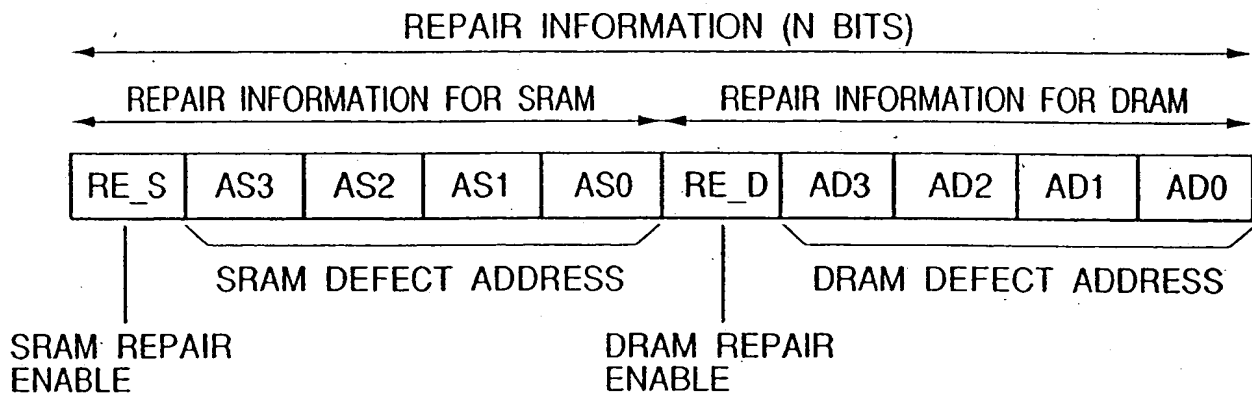 REPAIR INFORMATION (N BITS)
REPAIR INFORMATION FOR SRAM REPAIR INFORMATION FOR DRAM
RE_S AS3 AS2 AS1 AS0 RE_D AD3 AD2 AD1 AD0
SRAM DEFECT ADDRESS DRAM DEFECT ADDRESS
SRAM REPAIR DRAM REPAIR
ENABLE ENABLE